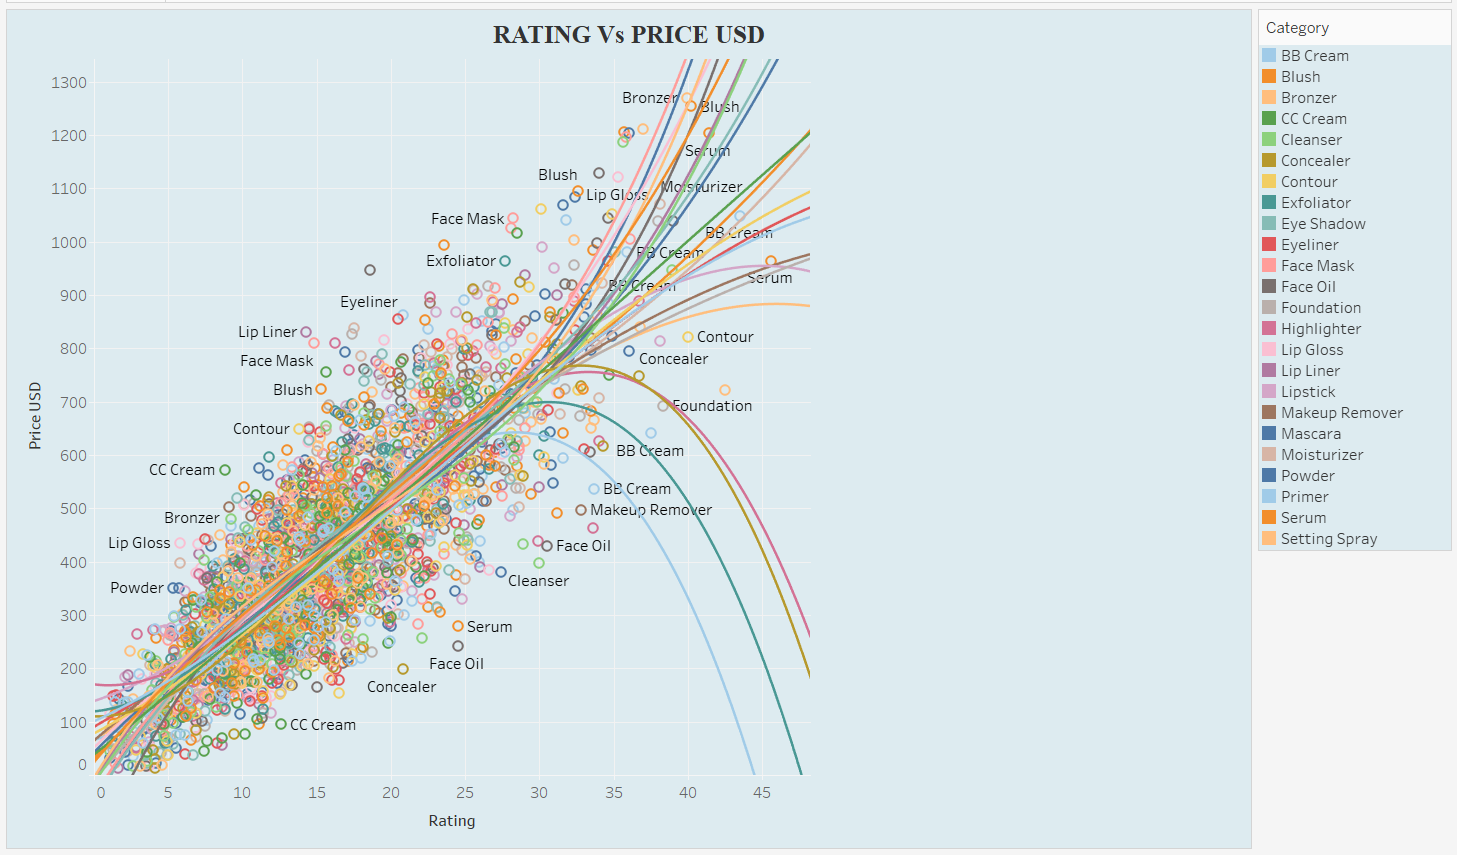 RATING Vs PRICE USD
Category
BB Cream
Blush
Bronzer
CC Cream
Cleanser
Concealer
Contour
Exfoliator
Eye Shadow
Eyeliner
Face Mask
Face Oil
Foundation
Highlighter
Lip Gloss
Lip Liner
Lipstick
Makeup Remover
Mascara
Moisturizer
Powder
Primer
Serum
Setting Spray
Price USD
1300
1200
1100
1000
900
800
700
600
500
400
300
200
100
0
Bronzer
Blush
Serum
Blush
Moisturizer
Lip Gloss
Face Mask
BB Cream
BB Cream
Exfoliator
Serum
BB Cream
Eyeliner
Lip Liner
Contour
Face Mask
Concealer
Blush
Foundation
Contour
BB Cream
CC Cream
BB Cream
Makeup Remover
Bronzer
Lip Gloss
Face Oil
Cleanser
Powder
Serum
Face Oil
Concealer
CC Cream
0 5 10 15 20 25 30 35 40 45
Rating